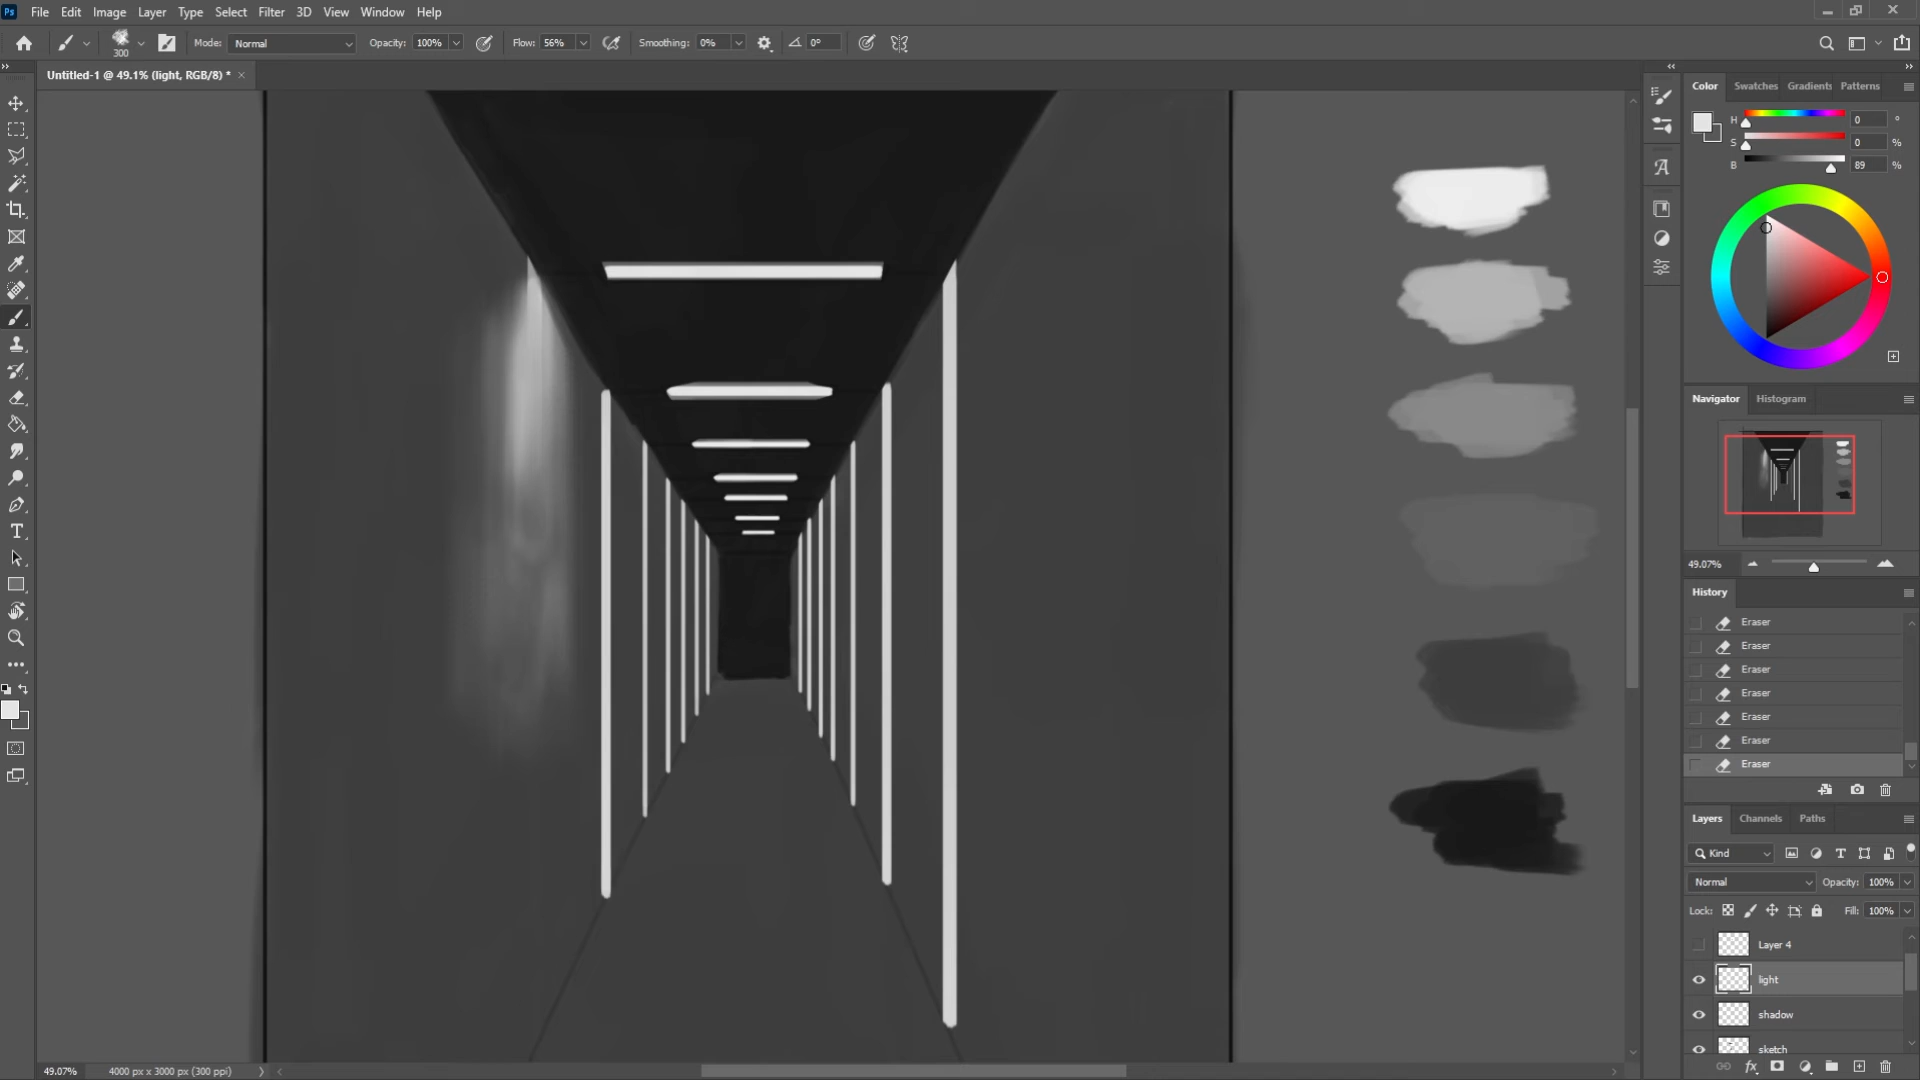 Ps File Edit Image Layer Type Select Filter 3D View Window Help
300 Mode: Normal Opacity: 100% Flow: 56% Smoothing: 0% 0°
Untitled-1 @ 49.1% (light, RGB/8) *
Color Swatches Gradients Patterns
H 0 °
S 0 %
B 89 %
Navigator Histogram
49.07%
History
Eraser
Eraser
Eraser
Eraser
Eraser
Eraser
Eraser
Layers Channels Paths
Kind
Normal Opacity: 100%
Lock: Fill: 100%
Layer 4
light
shadow
sketch
49.07% 4000 px x 3000 px (300 ppi)